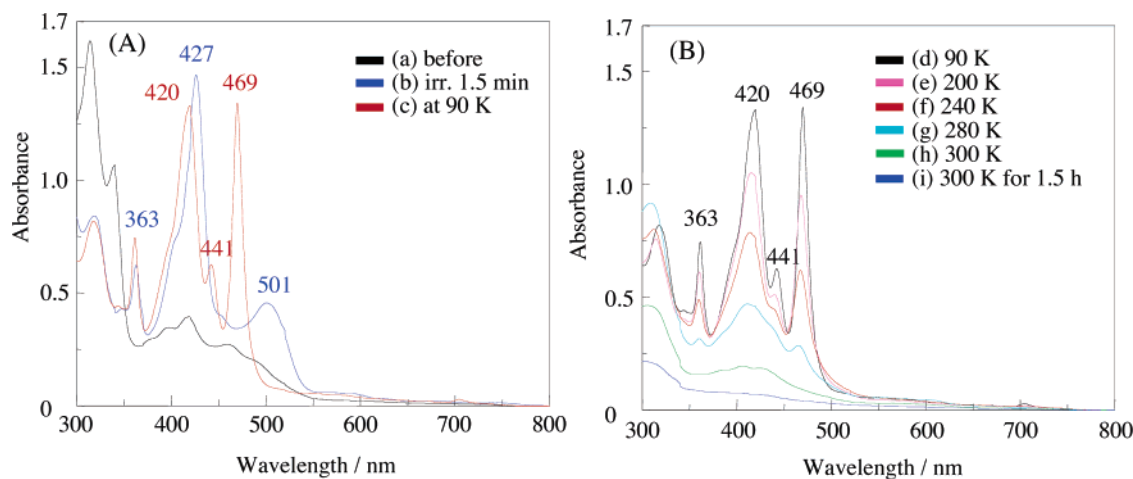 1.7
(A)
427
(a) before
1.5
420
469
(b) irr. 1.5 min
(c) at 90 K
1.0
363
441
501
0.5
0
300 400 500 600 700 800
Absorbance
Wavelength / nm
1.7
(B)
(d) 90 K
1.5
(e) 200 K
420
469
(f) 240 K
(g) 280 K
(h) 300 K
1.0
(i) 300 K for 1.5 h
363
441
0.5
0
300 400 500 600 700 800
Absorbance
Wavelength / nm